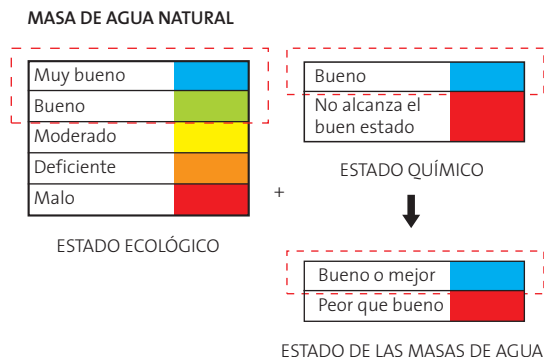 MASA DE AGUA NATURAL
Muy bueno
Bueno
Moderado
Deficiente
Malo
ESTADO ECOLÓGICO
+
Bueno
No alcanza el
buen estado
ESTADO QUÍMICO
Bueno o mejor
Peor que bueno
ESTADO DE LAS MASAS DE AGUA